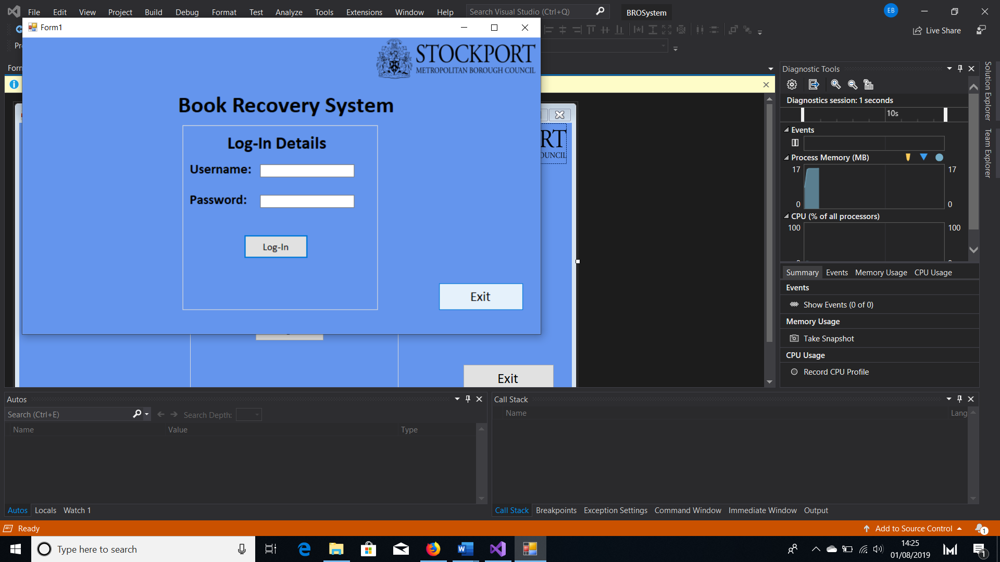 File Edit View Project Build Debug Format Test Analyze Tools Extensions Window Help Search Visual Studio (Ctrl+Q) BROSystem EB
Form1
Live Share
STOCKPORT
METROPOLITAN BOROUGH COUNCIL
Book Recovery System
Log-In Details
Username:
Password:
Log-In
Exit
RT
OUNCIL
Exit
Diagnostic Tools
Diagnostics session: 1 seconds
10s
Events
Process Memory (MB)
17 17
0 0
CPU (% of all processors)
100 100
Summary Events Memory Usage CPU Usage
Events
Show Events (0 of 0)
Memory Usage
Take Snapshot
CPU Usage
Record CPU Profile
Solution Explorer
Team Explorer
Autos
Search (Ctrl+E) Search Depth:
Name Value Type
Autos Locals Watch 1
Call Stack
Name Lang
Call Stack Breakpoints Exception Settings Command Window Immediate Window Output
Ready Add to Source Control 1
Type here to search
14:25
01/08/2019
1